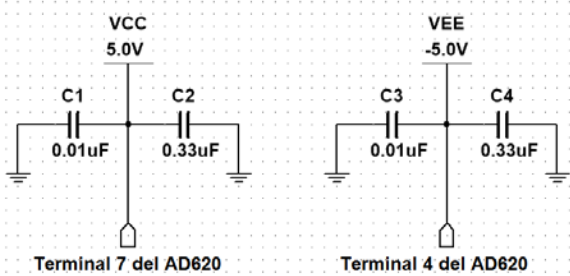 VCC
5.0V
C1
C2
0.01uF
0.33uF
Terminal 7 del AD620
VEE
-5.0V
C3
C4
0.01uF
0.33uF
Terminal 4 del AD620